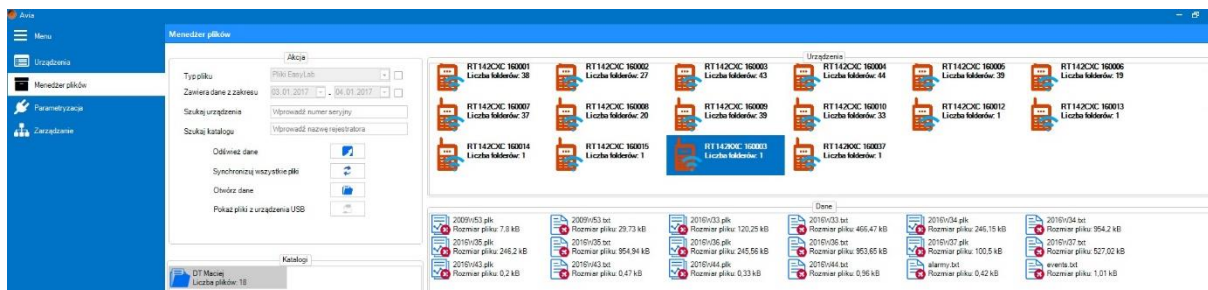 Avia
Menu
Urządzenia
Menedżer plików
Parametryzacja
Zarządzanie
Menedżer plików
Akcja
Typ pliku
Pliki EasyLab
Zawiera dane z zakresu
03.01.2017 - 04.01.2017
Szukaj urządzenia
Wprowadź numer seryjny
Szukaj katalogu
Wprowadź nazwę rejestratora
Odśwież dane
Synchronizuj wszystkie pliki
Otwórz dane
Pokaż pliki z urządzenia USB
Katalogi
DT Maciej
Liczba plików: 18
Urządzenia
RT142CXC 160001
Liczba folderów: 38
RT142CXC 160002
Liczba folderów: 27
RT142CXC 160003
Liczba folderów: 43
RT142CXC 160004
Liczba folderów: 44
RT142CXC 160005
Liczba folderów: 39
RT142CXC 160006
Liczba folderów: 19
RT142CXC 160007
Liczba folderów: 37
RT142CXC 160008
Liczba folderów: 20
RT142CXC 160009
Liczba folderów: 39
RT142CXC 160010
Liczba folderów: 33
RT142CXC 160012
Liczba folderów: 1
RT142CXC 160013
Liczba folderów: 1
RT142CXC 160014
Liczba folderów: 1
RT142CXC 160015
Liczba folderów: 1
Liczba folderów: 1
Liczba folderów: 1
Dane
2009W53.plk
Rozmiar pliku: 7,8 kB
2009W53.txt
Rozmiar pliku: 29,73 kB
2016W33.plk
Rozmiar pliku: 120,25 kB
2016W33.txt
Rozmiar pliku: 466,47 kB
2016W34.plk
Rozmiar pliku: 246,15 kB
2016W34.txt
Rozmiar pliku: 954,2 kB
2016W35.plk
Rozmiar pliku: 246,2 kB
2016W35.txt
Rozmiar pliku: 954,94 kB
2016W36.plk
Rozmiar pliku: 245,56 kB
2016W36.txt
Rozmiar pliku: 953,65 kB
2016W37.plk
Rozmiar pliku: 100,5 kB
2016W37.txt
Rozmiar pliku: 527,02 kB
2016W43.plk
Rozmiar pliku: 0,2 kB
2016W43.txt
Rozmiar pliku: 0,47 kB
2016W44.plk
Rozmiar pliku: 0,33 kB
2016W44.txt
Rozmiar pliku: 0,96 kB
alarmy.txt
Rozmiar pliku: 0,42 kB
events.txt
Rozmiar pliku: 1,01 kB